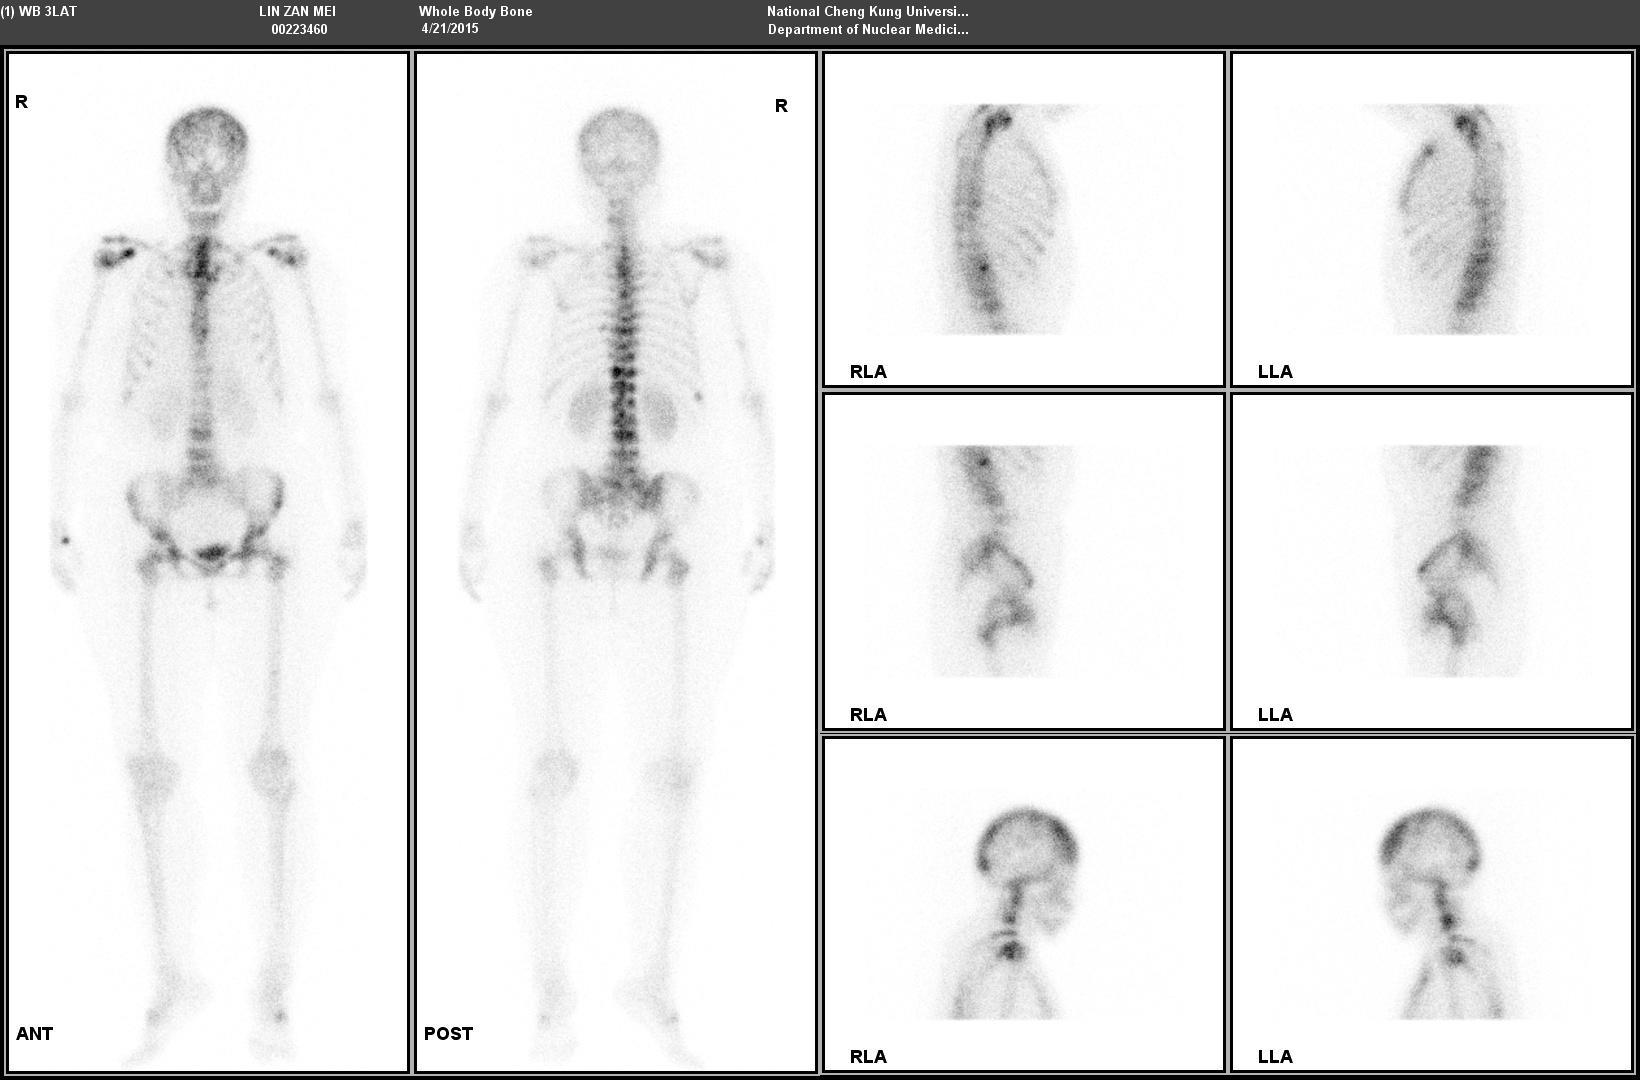 (1) WB 3LAT LIN ZAN MEI Whole Body Bone National Cheng Kung Universi...
00223460 4/21/2015 Department of Nuclear Medici...
R
R
RLA
LLA
RLA
LLA
ANT
POST
RLA
LLA